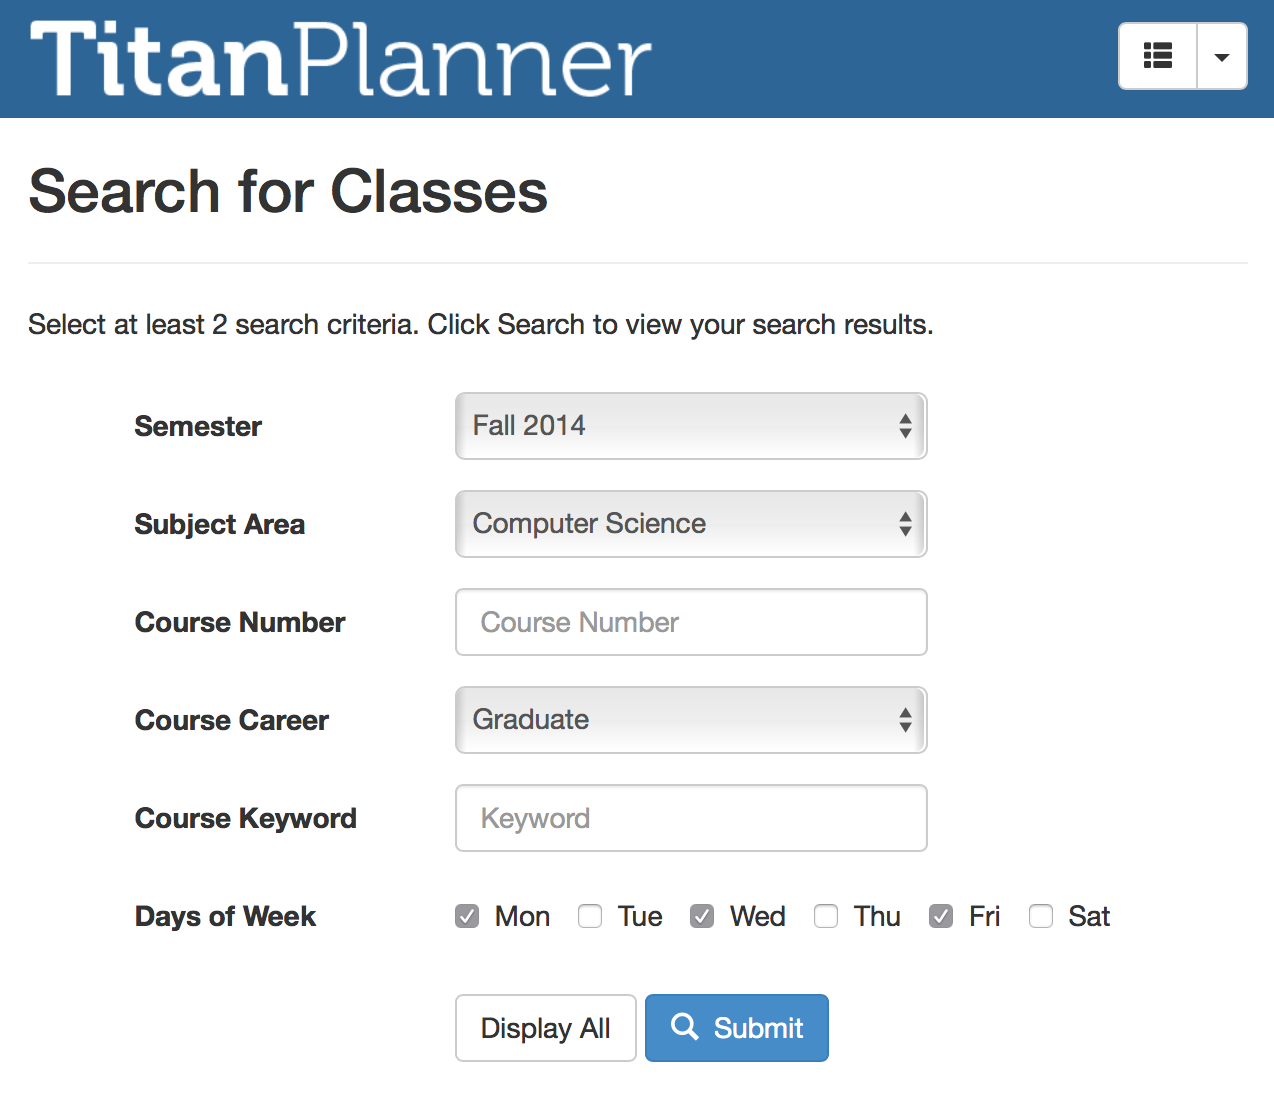 TitanPlanner
Search for Classes
Select at least 2 search criteria. Click Search to view your search results.
Semester Fall 2014
Subject Area Computer Science
Course Number Course Number
Course Career Graduate
Course Keyword Keyword
Days of Week Mon Tue Wed Thu Fri Sat
Display All Submit